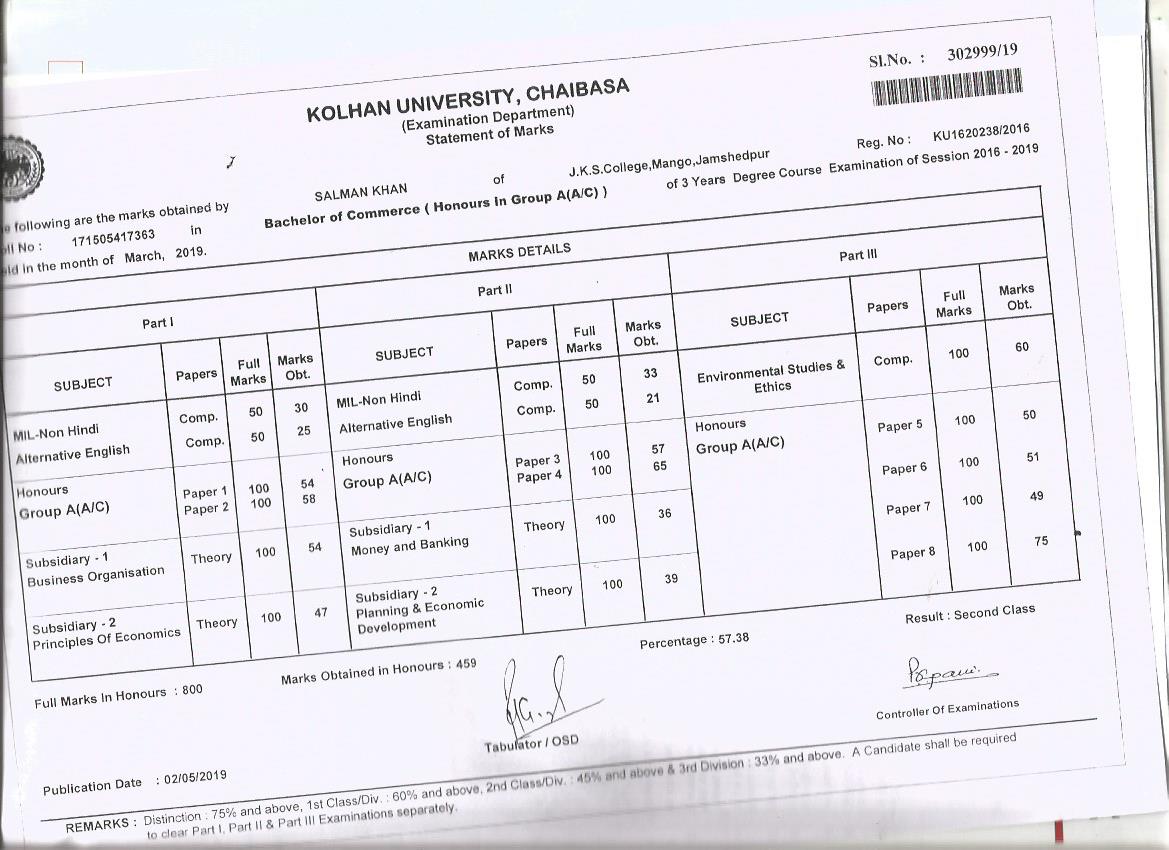 Sl.No. : 302999/19
KOLHAN UNIVERSITY, CHAIBASA
(Examination Department)
Statement of Marks
Reg. No : KU1620238/2016
e following are the marks obtained by SALMAN KHAN of J.K.S.College,Mango,Jamshedpur
oll No : 171505417363 in Bachelor of Commerce ( Honours In Group A(A/C) ) of 3 Years Degree Course Examination of Session 2016 - 2019
ld in the month of March, 2019.
MARKS DETAILS
Part I
SUBJECT Papers Full Marks Marks Obt.
MIL-Non Hindi Comp. 50 30
Alternative English Comp. 50 25
Honours Paper 1 100 54
Group A(A/C) Paper 2 100 58
Subsidiary - 1 Theory 100 54
Business Organisation
Subsidiary - 2 Theory 100 47
Principles Of Economics
Part II
SUBJECT Papers Full Marks Marks Obt.
MIL-Non Hindi Comp. 50 33
Alternative English Comp. 50 21
Honours Paper 3 100 57
Group A(A/C) Paper 4 100 65
Subsidiary - 1 Theory 100 36
Money and Banking
Subsidiary - 2 Theory 100 39
Planning & Economic
Development
Part III
SUBJECT Papers Full Marks Marks Obt.
Environmental Studies & Comp. 100 60
Ethics
Honours Paper 5 100 50
Group A(A/C) Paper 6 100 51
Paper 7 100 49
Paper 8 100 75
Full Marks In Honours : 800 Marks Obtained in Honours : 459 Percentage : 57.38 Result : Second Class
Tabulator / OSD
Controller Of Examinations
Publication Date : 02/05/2019
REMARKS : Distinction : 75% and above, 1st Class/Div. : 60% and above, 2nd Class/Div. : 45% and above & 3rd Division : 33% and above. A Candidate shall be required
to clear Part I, Part II & Part III Examinations separately.